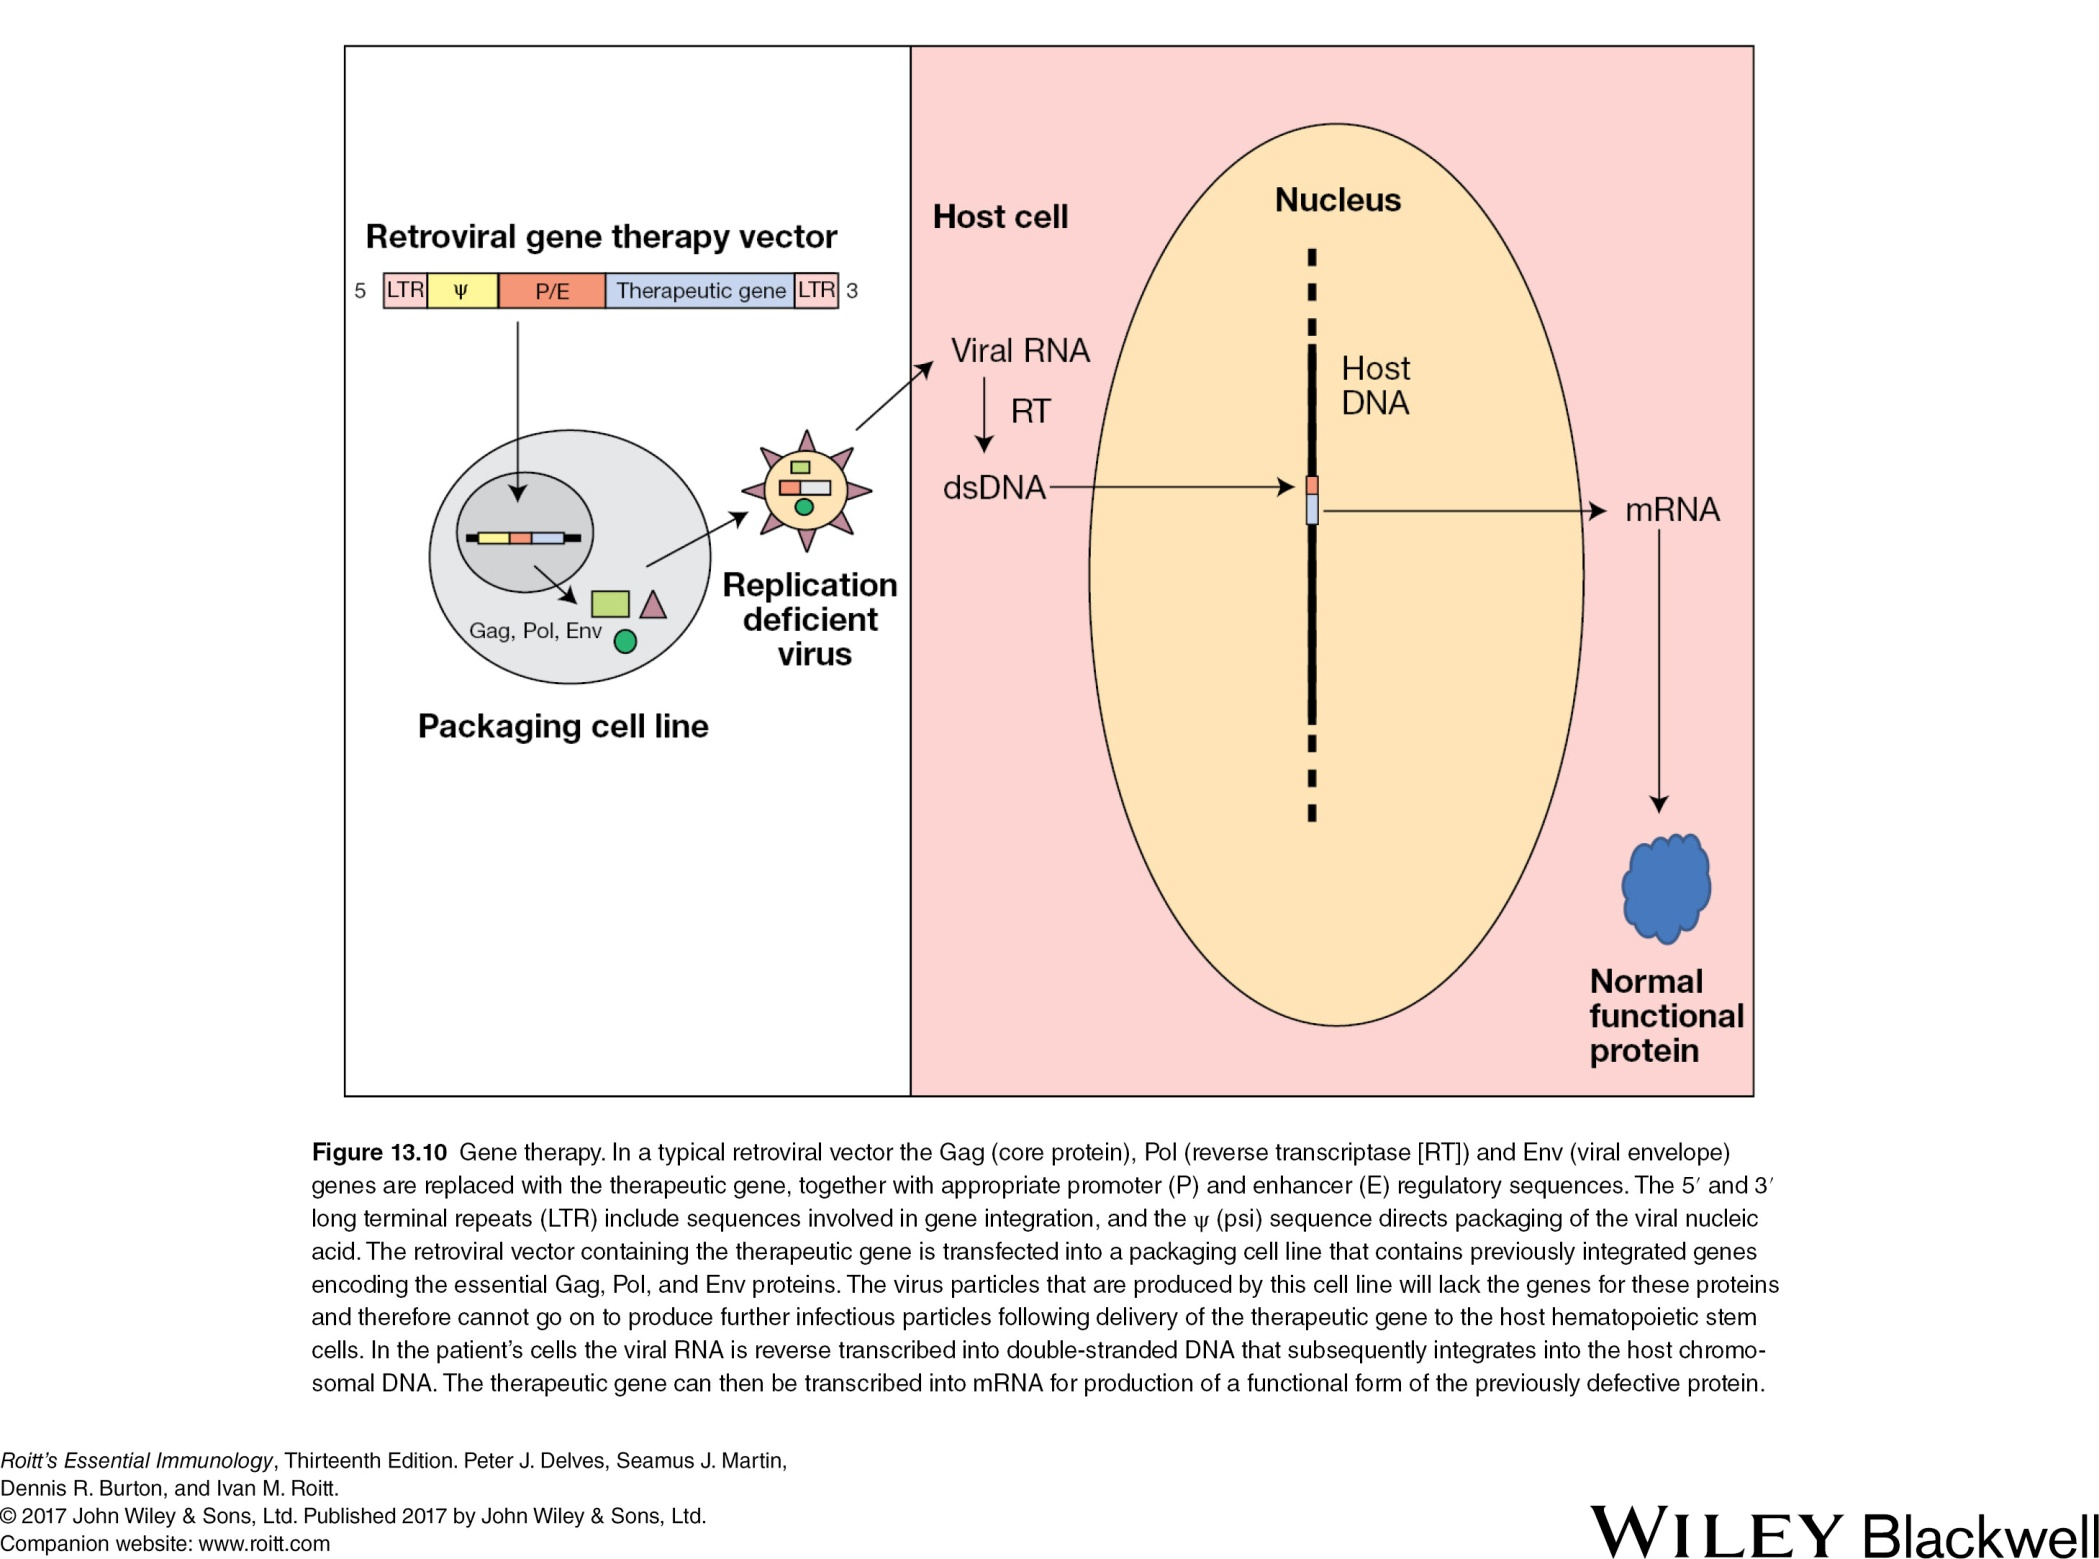 Retroviral gene therapy vector
5 LTR ψ P/E Therapeutic gene LTR 3
Gag, Pol, Env
Packaging cell line
Replication
deficient
virus
Host cell
Viral RNA
RT
dsDNA
Nucleus
Host
DNA
mRNA
Normal
functional
protein
Figure 13.10 Gene therapy. In a typical retroviral vector the Gag (core protein), Pol (reverse transcriptase [RT]) and Env (viral envelope)
genes are replaced with the therapeutic gene, together with appropriate promoter (P) and enhancer (E) regulatory sequences. The 5′ and 3′
long terminal repeats (LTR) include sequences involved in gene integration, and the ψ (psi) sequence directs packaging of the viral nucleic
acid. The retroviral vector containing the therapeutic gene is transfected into a packaging cell line that contains previously integrated genes
encoding the essential Gag, Pol, and Env proteins. The virus particles that are produced by this cell line will lack the genes for these proteins
and therefore cannot go on to produce further infectious particles following delivery of the therapeutic gene to the host hematopoietic stem
cells. In the patient’s cells the viral RNA is reverse transcribed into double-stranded DNA that subsequently integrates into the host chromo-
somal DNA. The therapeutic gene can then be transcribed into mRNA for production of a functional form of the previously defective protein.
Roitt’s Essential Immunology, Thirteenth Edition. Peter J. Delves, Seamus J. Martin,
Dennis R. Burton, and Ivan M. Roitt.
© 2017 John Wiley & Sons, Ltd. Published 2017 by John Wiley & Sons, Ltd.
Companion website: www.roitt.com
WILEY Blackwell